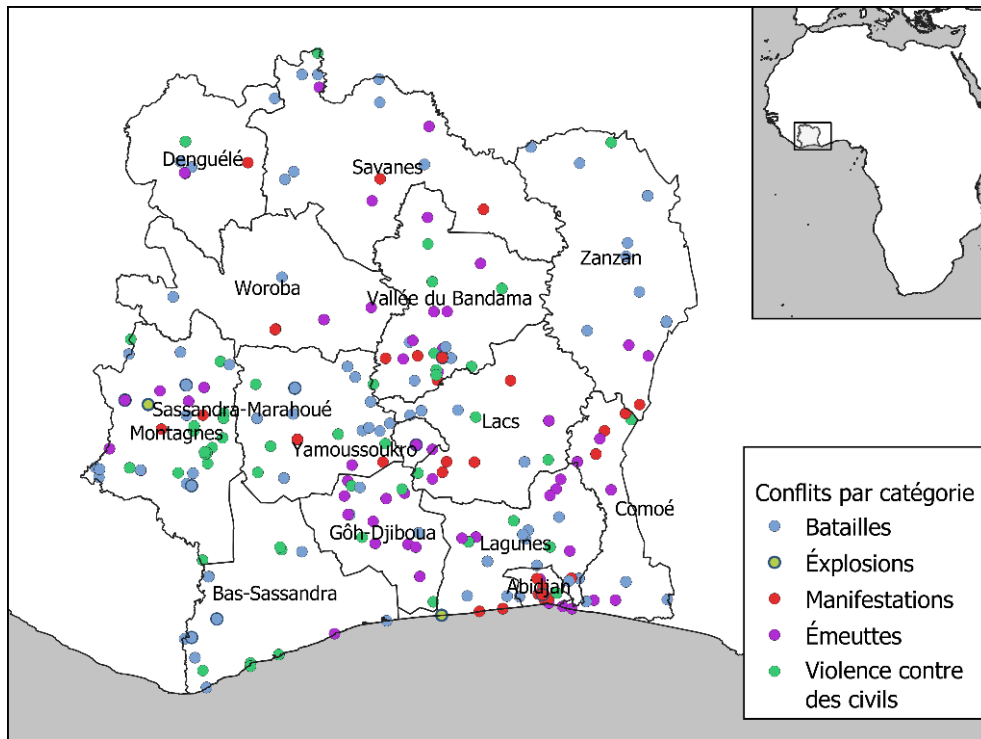 Denguélé
Savanes
Zanzan
Woroba
Vallée du Bandama
Sassandra-Marahoué
Montagnes
Lacs
Yamoussoukro
Comoé
Gôh-Djiboua
Lagunes
Abidjan
Bas-Sassandra
Conflits par catégorie
Batailles
Éxplosions
Manifestations
Émeuttes
Violence contre
des civils